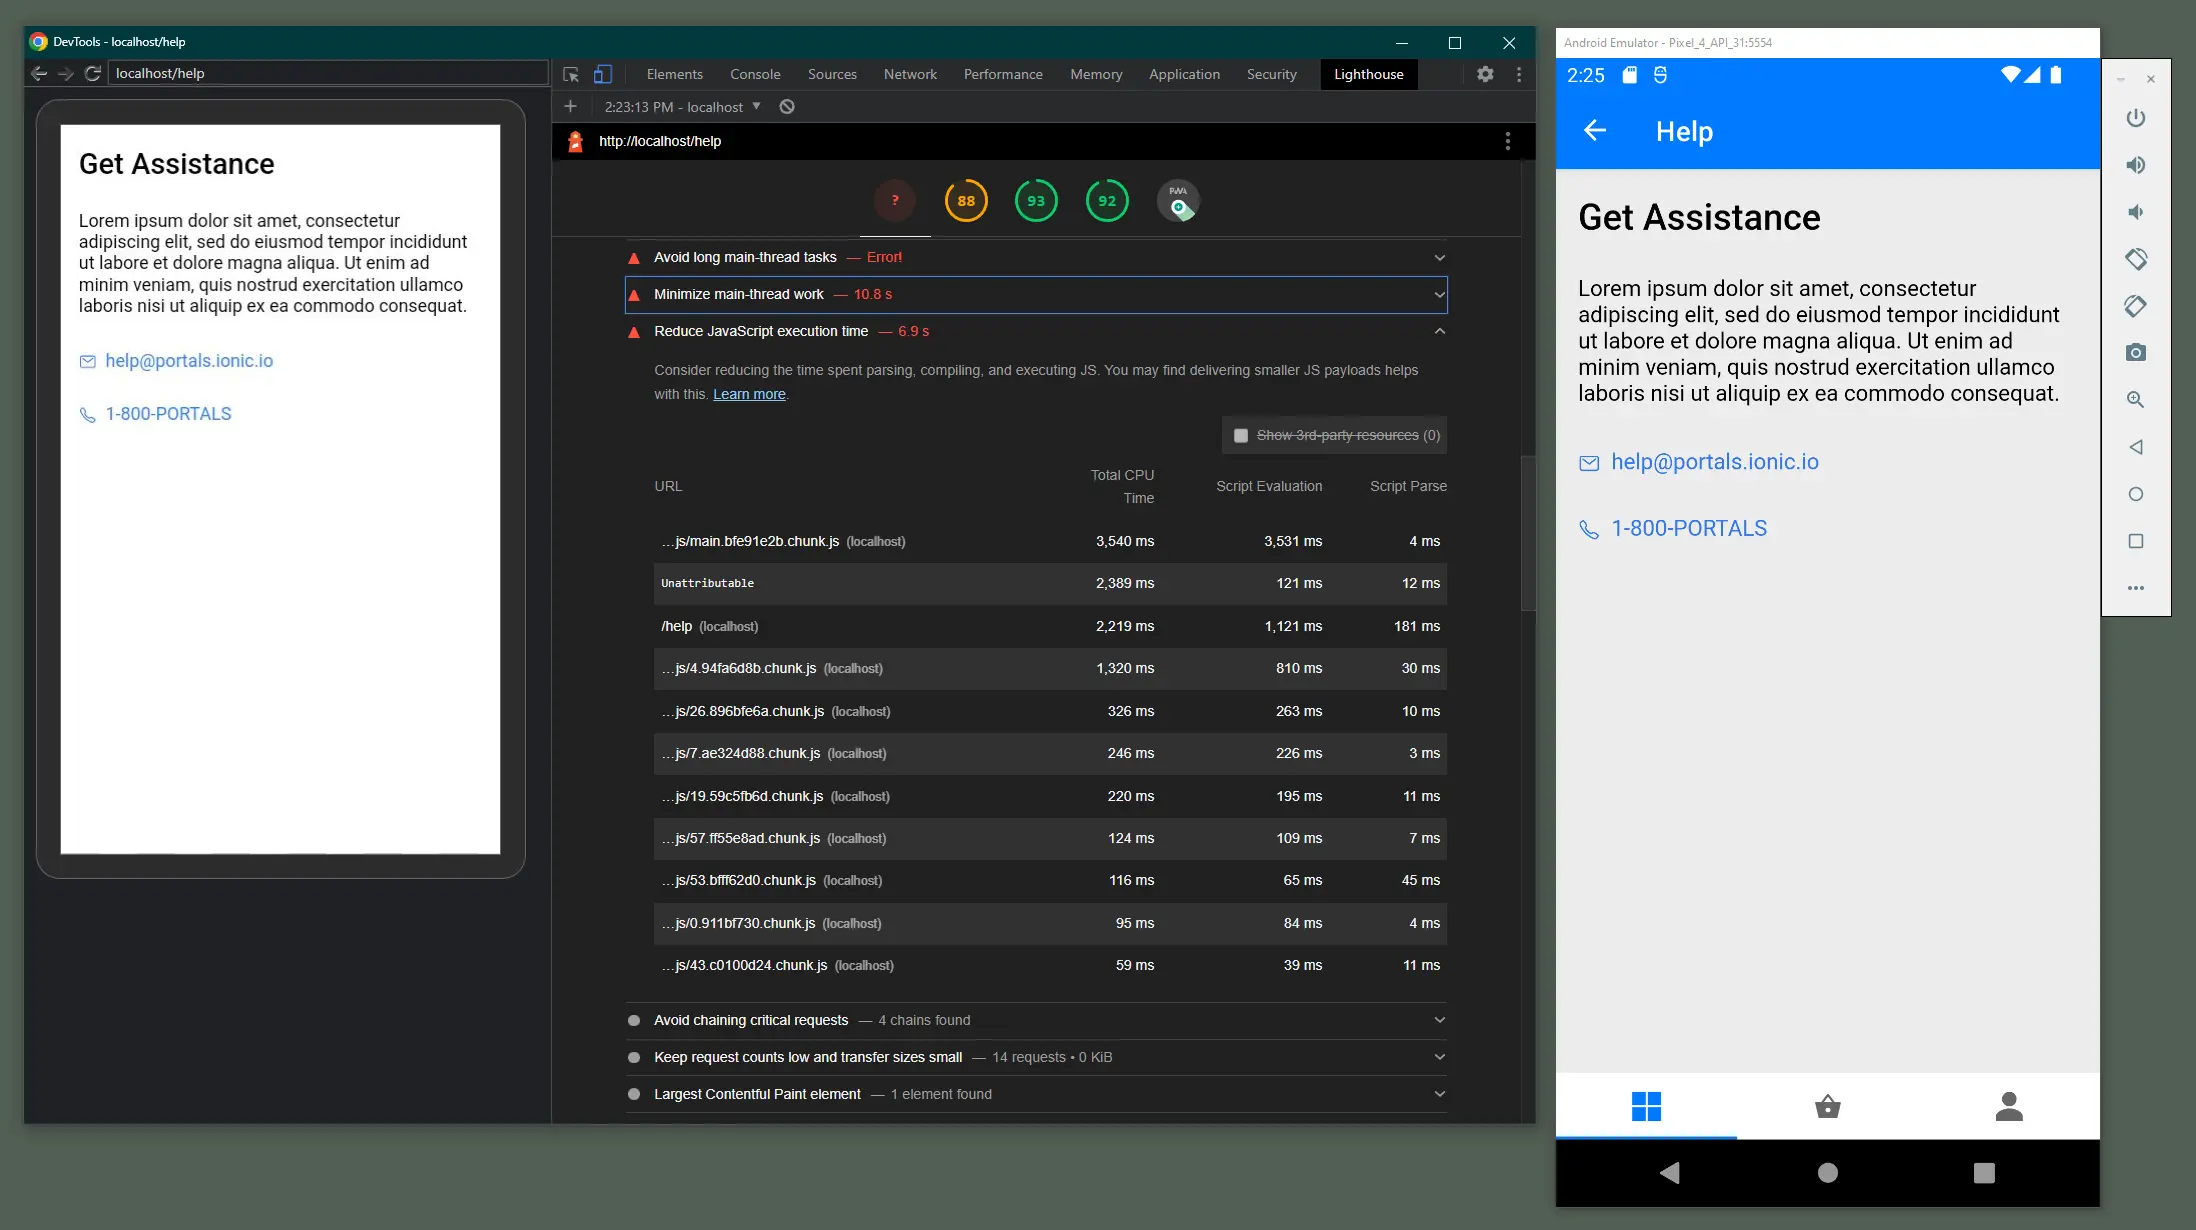 DevTools - localhost/help
localhost/help
Get Assistance
Lorem ipsum dolor sit amet, consectetur
adipiscing elit, sed do eiusmod tempor incididunt
ut labore et dolore magna aliqua. Ut enim ad
minim veniam, quis nostrud exercitation ullamco
laboris nisi ut aliquip ex ea commodo consequat.
help@portals.ionic.io
1-800-PORTALS
Elements Console Sources Network Performance Memory Application Security Lighthouse
2:23:13 PM - localhost
http://localhost/help
? 88 93 92 PWA
Avoid long main-thread tasks — Error!
Minimize main-thread work — 10.8 s
Reduce JavaScript execution time — 6.9 s
Consider reducing the time spent parsing, compiling, and executing JS. You may find delivering smaller JS payloads helps
with this. Learn more.
Show 3rd-party resources (0)
URL Total CPU Time Script Evaluation Script Parse
…js/main.bfe91e2b.chunk.js (localhost) 3,540 ms 3,531 ms 4 ms
Unattributable 2,389 ms 121 ms 12 ms
/help (localhost) 2,219 ms 1,121 ms 181 ms
…js/4.94fa6d8b.chunk.js (localhost) 1,320 ms 810 ms 30 ms
…js/26.896bfe6a.chunk.js (localhost) 326 ms 263 ms 10 ms
…js/7.ae324d88.chunk.js (localhost) 246 ms 226 ms 3 ms
…js/19.59c5fb6d.chunk.js (localhost) 220 ms 195 ms 11 ms
…js/57.ff55e8ad.chunk.js (localhost) 124 ms 109 ms 7 ms
…js/53.bfff62d0.chunk.js (localhost) 116 ms 65 ms 45 ms
…js/0.911bf730.chunk.js (localhost) 95 ms 84 ms 4 ms
…js/43.c0100d24.chunk.js (localhost) 59 ms 39 ms 11 ms
Avoid chaining critical requests — 4 chains found
Keep request counts low and transfer sizes small — 14 requests • 0 KiB
Largest Contentful Paint element — 1 element found
Android Emulator - Pixel_4_API_31:5554
2:25
Help
Get Assistance
Lorem ipsum dolor sit amet, consectetur
adipiscing elit, sed do eiusmod tempor incididunt
ut labore et dolore magna aliqua. Ut enim ad
minim veniam, quis nostrud exercitation ullamco
laboris nisi ut aliquip ex ea commodo consequat.
help@portals.ionic.io
1-800-PORTALS